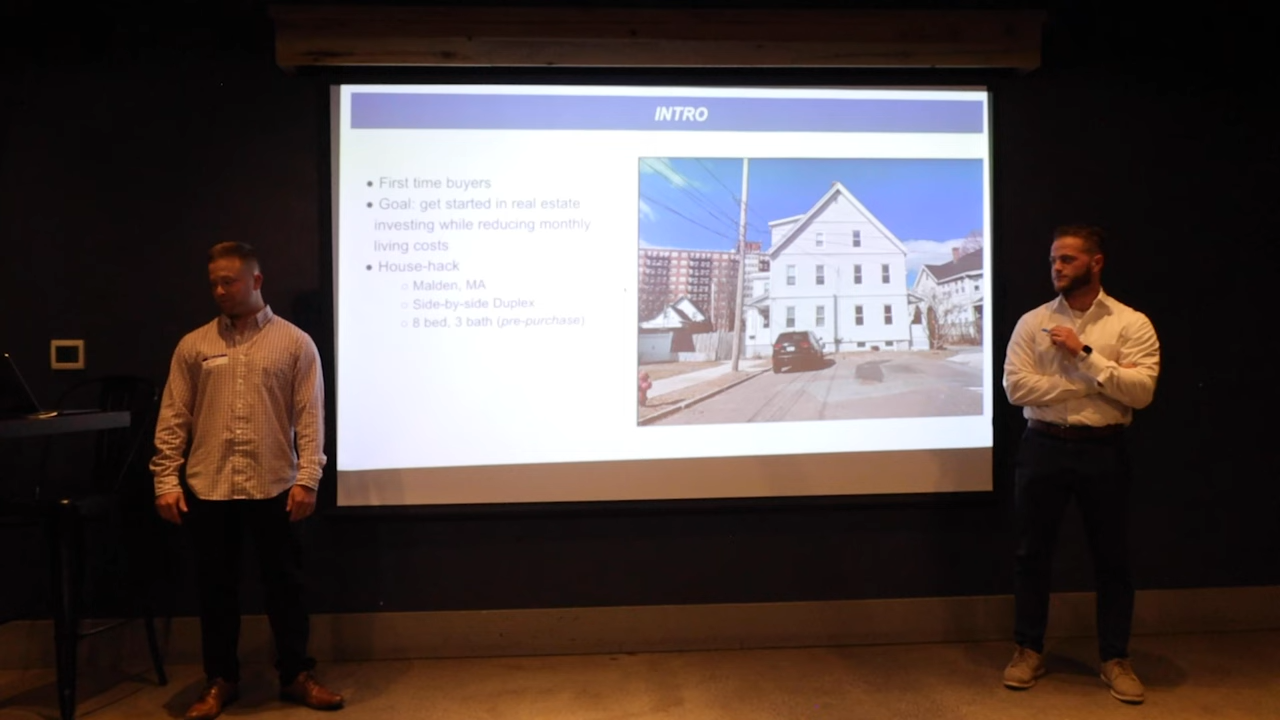 INTRO
● First time buyers
● Goal: get started in real estate
investing while reducing monthly
living costs
● House-hack
○ Malden, MA
○ Side-by-side Duplex
○ 8 bed, 3 bath (pre-purchase)